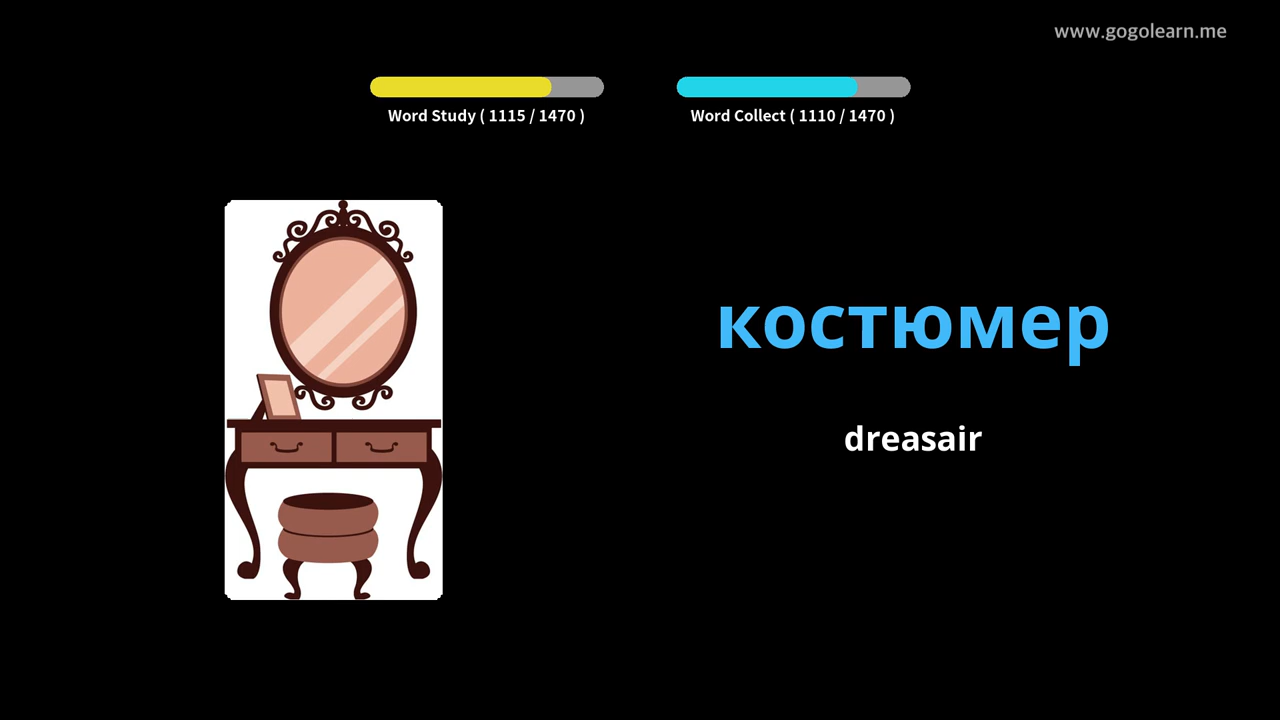 www.gogolearn.me
Word Study ( 1115 / 1470 )
Word Collect ( 1110 / 1470 )
костюмер
dreasair